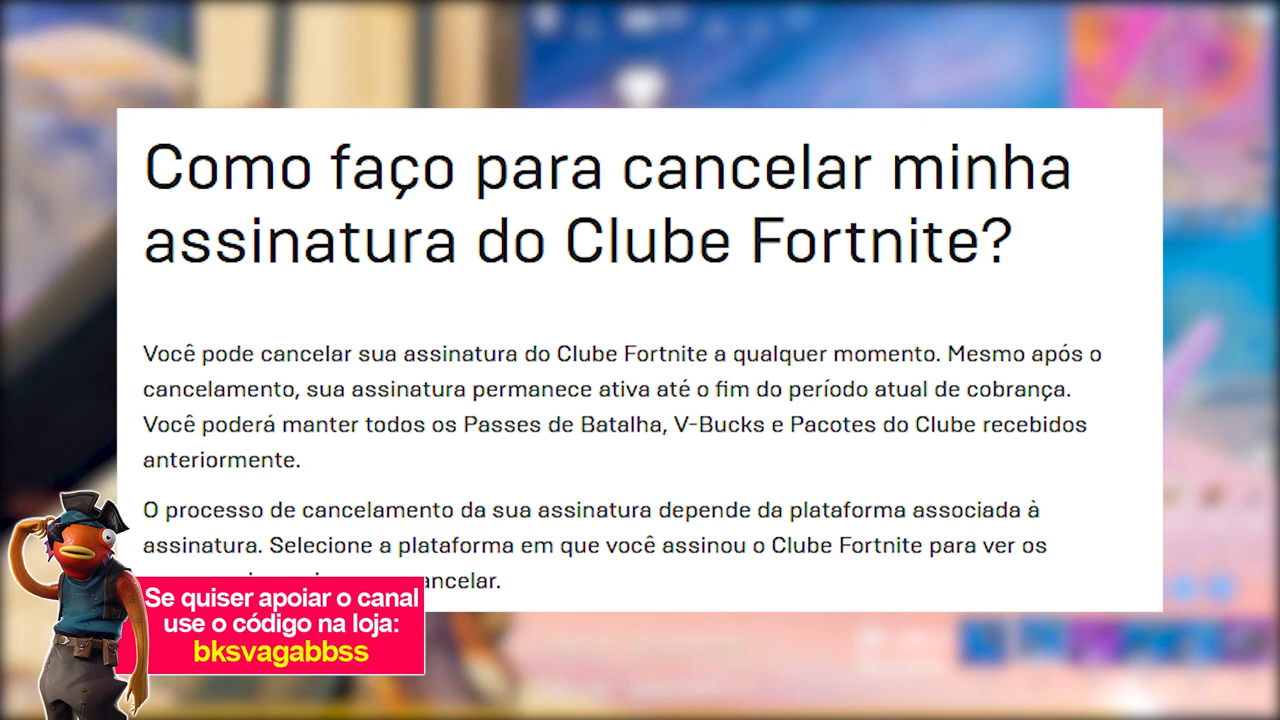 Como faço para cancelar minha
assinatura do Clube Fortnite?
Você pode cancelar sua assinatura do Clube Fortnite a qualquer momento. Mesmo após o
cancelamento, sua assinatura permanece ativa até o fim do período atual de cobrança.
Você poderá manter todos os Passes de Batalha, V-Bucks e Pacotes do Clube recebidos
anteriormente.
O processo de cancelamento da sua assinatura depende da plataforma associada à
assinatura. Selecione a plataforma em que você assinou o Clube Fortnite para ver os
ancelar.
Se quiser apoiar o canal
use o código na loja:
bksvagabbss